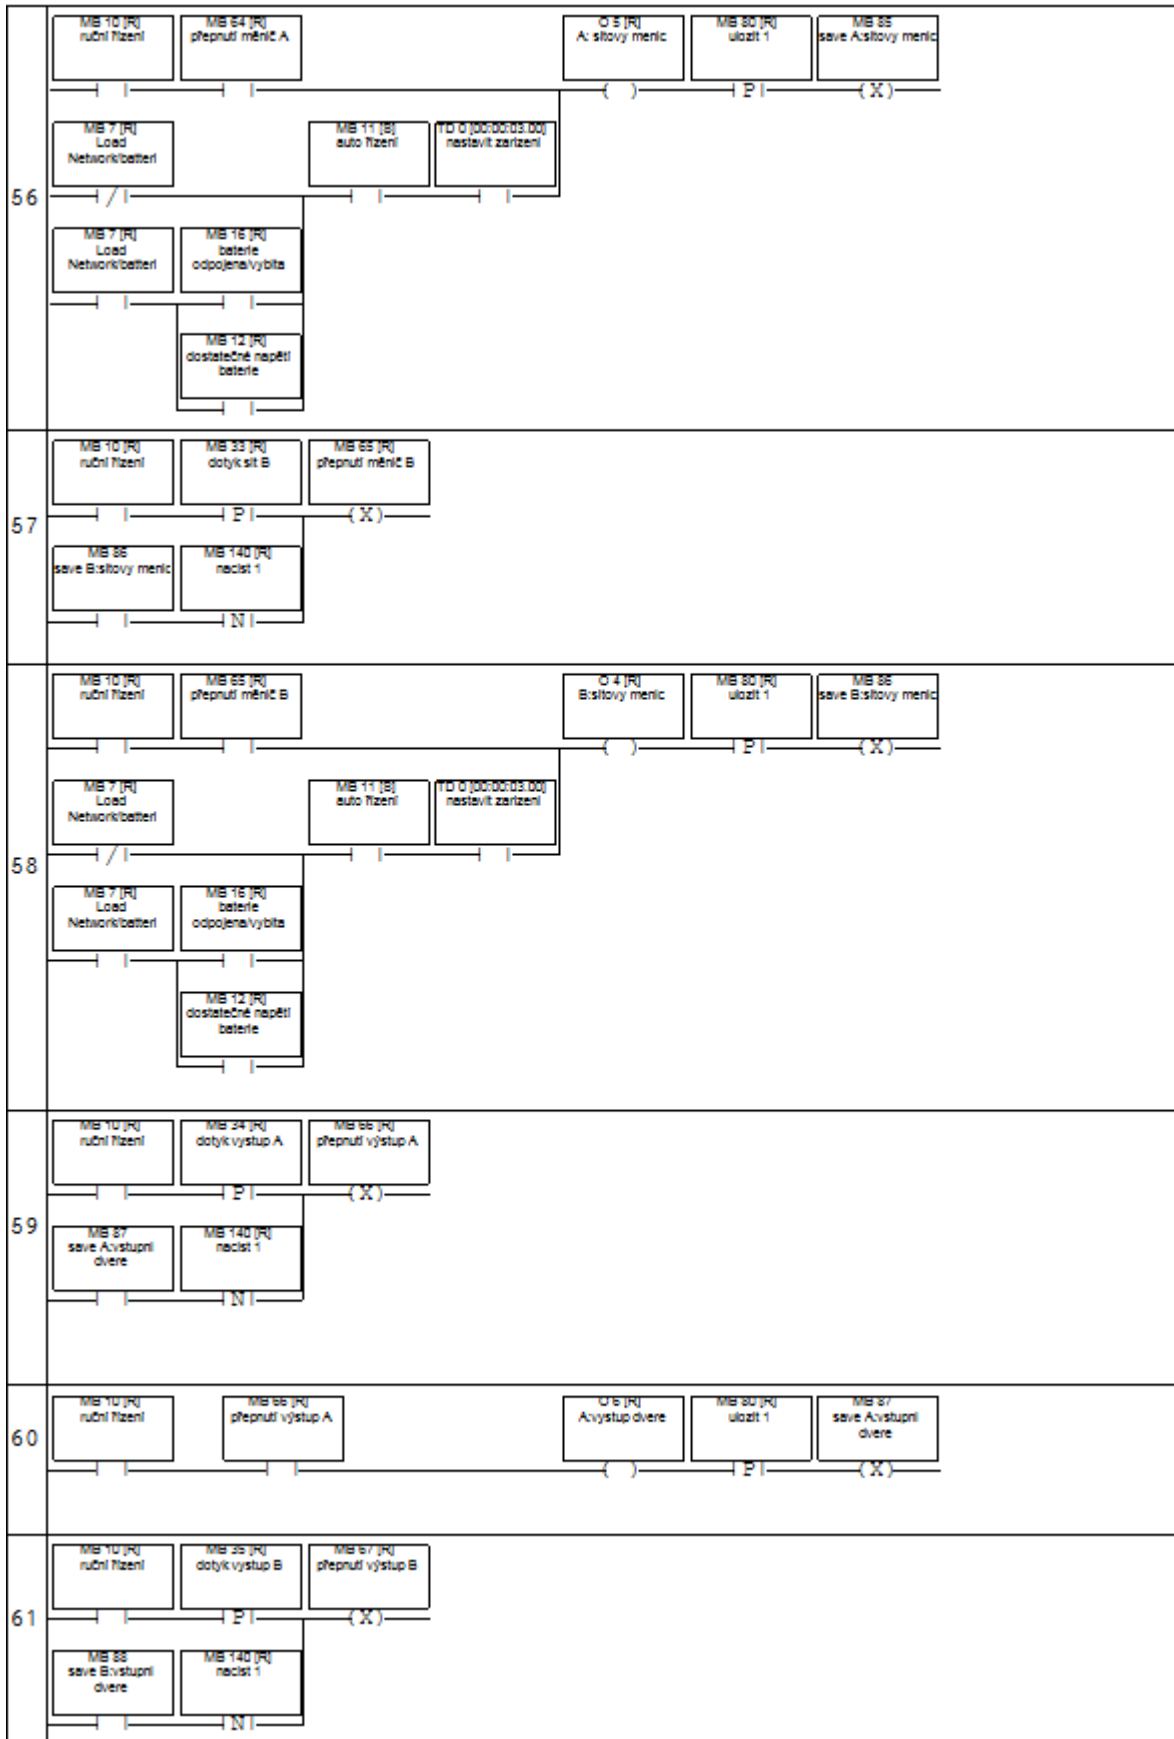 56
MB 10 [R]
ruční řízení
MB 64 [R]
přepnutí měnič A
O 5 [R]
A: sitovy menic
MB 80 [R]
ulozit 1
MB 85
save A:sitovy menic
P
(X)
MB 7 [R]
Load
Network/batteri
MB 11 [S]
auto řízení
TD 0 [00:00:03.00]
nastavit zarizeni
MB 7 [R]
Load
Network/batteri
MB 16 [R]
baterie
odpojena/vybita
MB 12 [R]
dostatečné napětí
baterie
57
MB 10 [R]
ruční řízení
MB 33 [R]
dotyk sit B
MB 65 [R]
přepnutí měnič B
P
(X)
MB 86
save B:sitovy menic
MB 140 [R]
nacist 1
N
58
MB 10 [R]
ruční řízení
MB 65 [R]
přepnutí měnič B
O 4 [R]
B:sitovy menic
MB 80 [R]
ulozit 1
MB 86
save B:sitovy menic
P
(X)
MB 7 [R]
Load
Network/batteri
MB 11 [S]
auto řízení
TD 0 [00:00:03.00]
nastavit zarizeni
MB 7 [R]
Load
Network/batteri
MB 16 [R]
baterie
odpojena/vybita
MB 12 [R]
dostatečné napětí
baterie
59
MB 10 [R]
ruční řízení
MB 34 [R]
dotyk vystup A
MB 66 [R]
přepnutí výstup A
P
(X)
MB 87
save A:vstupni
dvere
MB 140 [R]
nacist 1
N
60
MB 10 [R]
ruční řízení
MB 66 [R]
přepnutí výstup A
O 6 [R]
A:vystup dvere
MB 80 [R]
ulozit 1
MB 87
save A:vstupni
dvere
P
(X)
61
MB 10 [R]
ruční řízení
MB 35 [R]
dotyk vystup B
MB 67 [R]
přepnutí výstup B
P
(X)
MB 88
save B:vstupni
dvere
MB 140 [R]
nacist 1
N